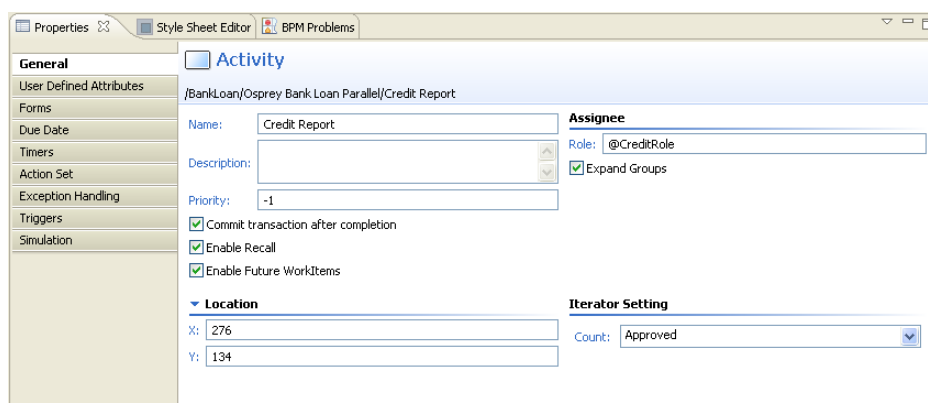 Properties
Style Sheet Editor
BPM Problems
General
User Defined Attributes
Forms
Due Date
Timers
Action Set
Exception Handling
Triggers
Simulation
Activity
/BankLoan/Osprey Bank Loan Parallel/Credit Report
Name: Credit Report
Description:
Priority: -1
Commit transaction after completion
Enable Recall
Enable Future WorkItems
Assignee
Role: @CreditRole
Expand Groups
Location
X: 276
Y: 134
Iterator Setting
Count: Approved